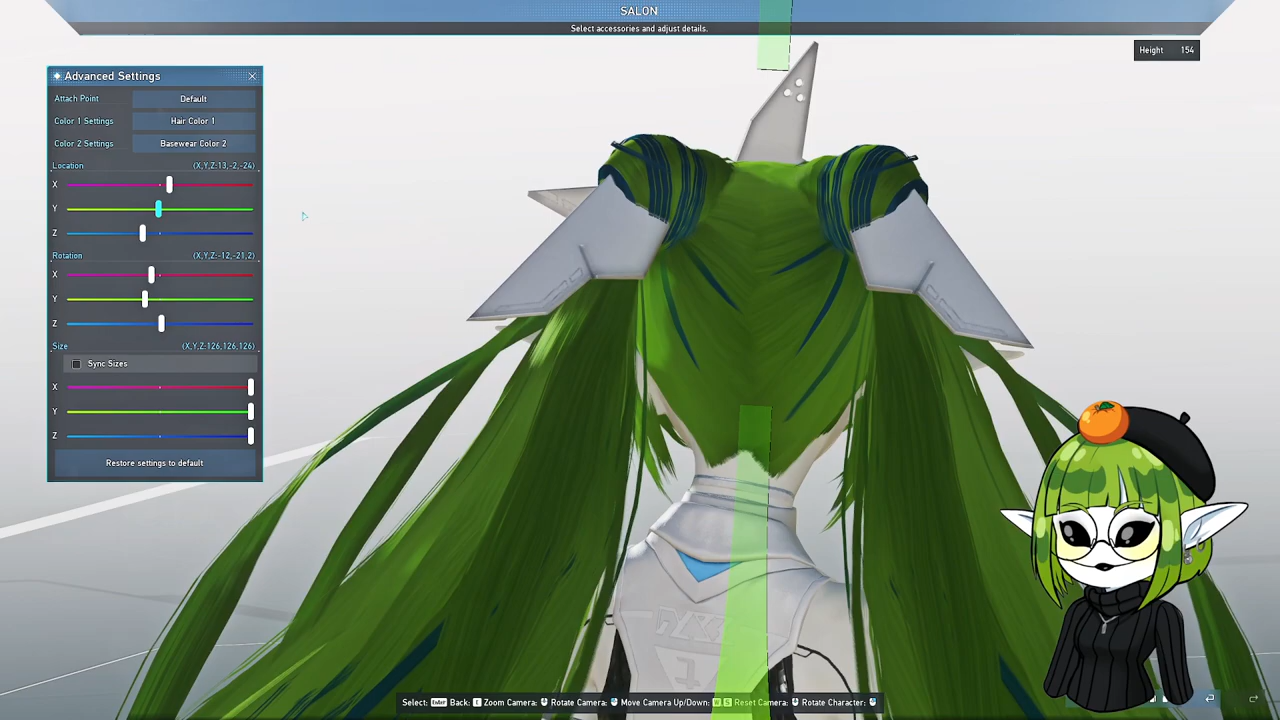 SALON
Select accessories and adjust details.
Height 154
Advanced Settings
Attach Point Default
Color 1 Settings Hair Color 1
Color 2 Settings Basewear Color 2
Location (X,Y,Z:13,-2,-24)
X
Y
Z
Rotation (X,Y,Z:-12,-21,2)
X
Y
Z
Size (X,Y,Z:126,126,126)
Sync Sizes
X
Y
Z
Restore settings to default
1
Select: Enter Back: E Zoom Camera: Rotate Camera: Move Camera Up/Down: W S Reset Camera: Rotate Character: